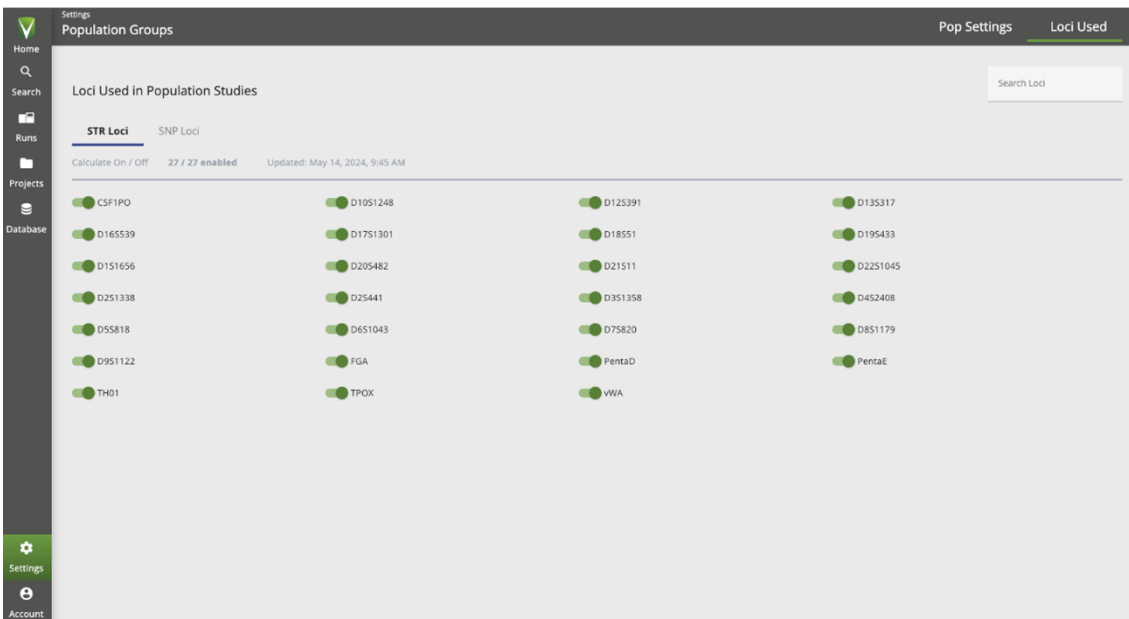 Settings
Population Groups
Pop Settings
Loci Used
Home
Search
Runs
Projects
Database
Settings
Account
Loci Used in Population Studies
Search Loci
STR Loci
SNP Loci
Calculate On / Off 27 / 27 enabled Updated: May 14, 2024, 9:45 AM
CSF1PO D10S1248 D12S391 D13S317
D16S539 D17S1301 D18S51 D19S433
D1S1656 D20S482 D21S11 D22S1045
D2S1338 D2S441 D3S1358 D4S2408
D5S818 D6S1043 D7S820 D8S1179
D9S1122 FGA PentaD PentaE
TH01 TPOX vWA